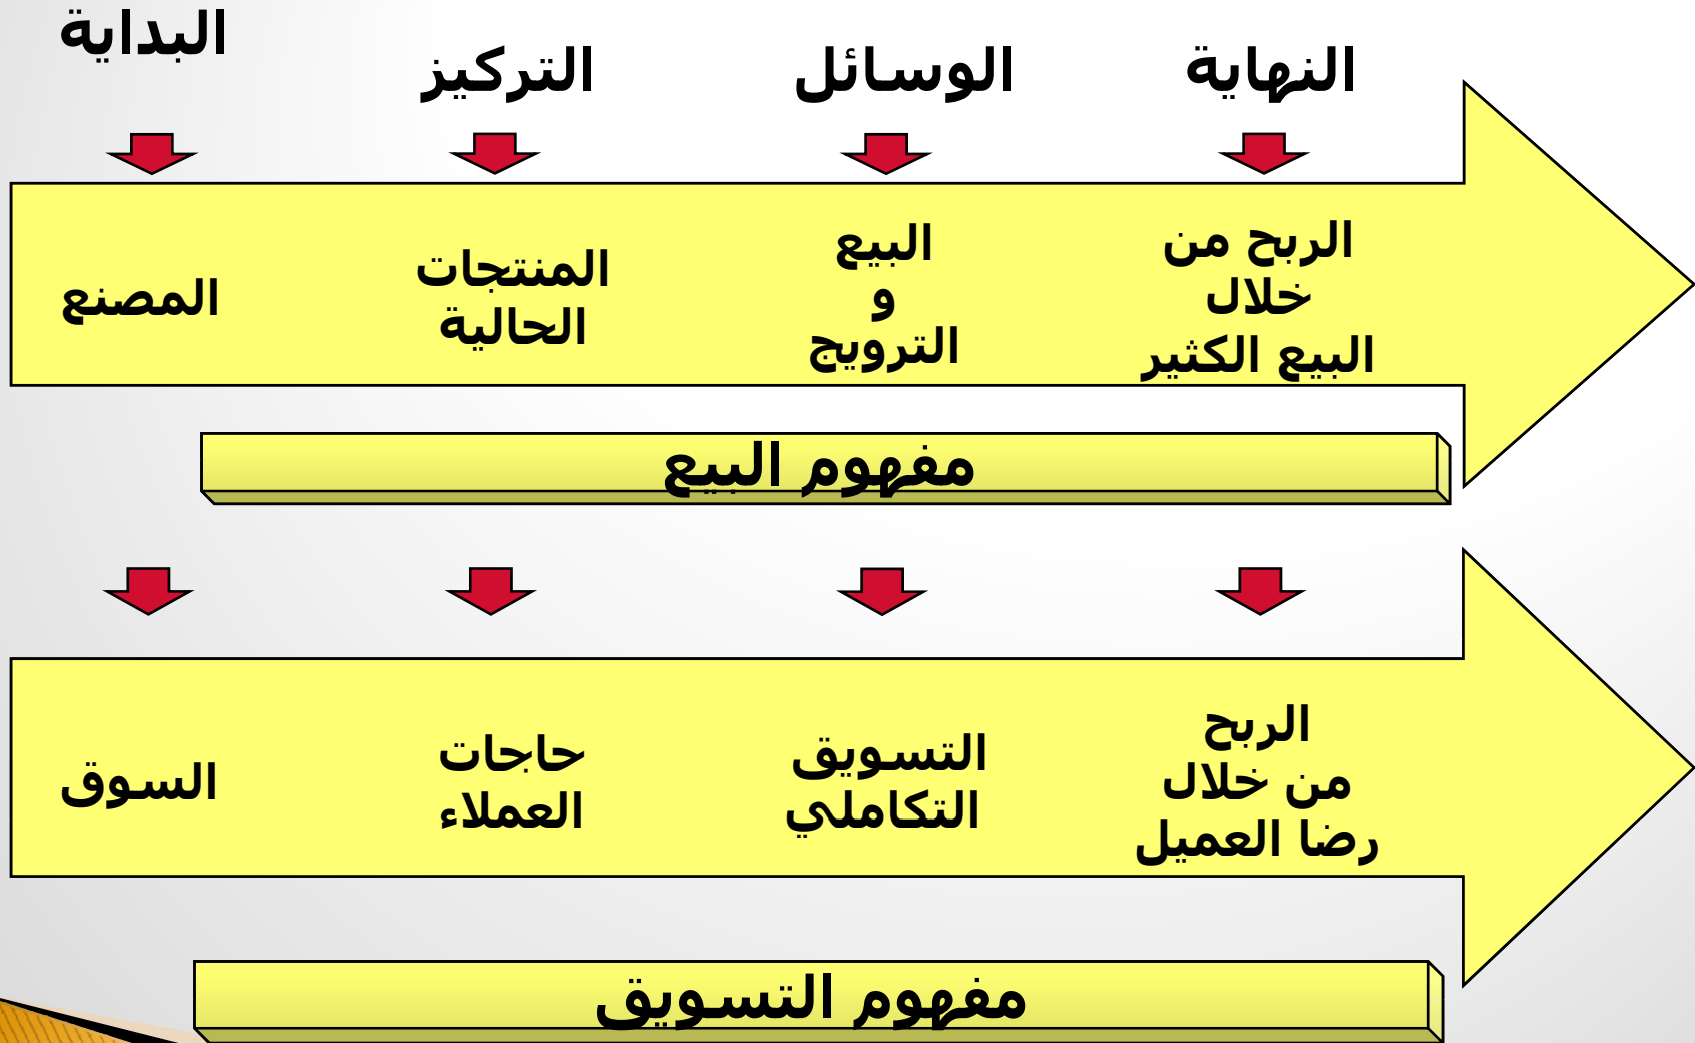 البداية
التركيز
الوسائل
النهاية
المصنع
المنتجات
الحالية
البيع
و
الترويج
الربح من
خلال
البيع الكثير
مفهوم البيع
السوق
حاجات
العملاء
التسويق
التكاملي
الربح
من خلال
رضا العميل
مفهوم التسويق